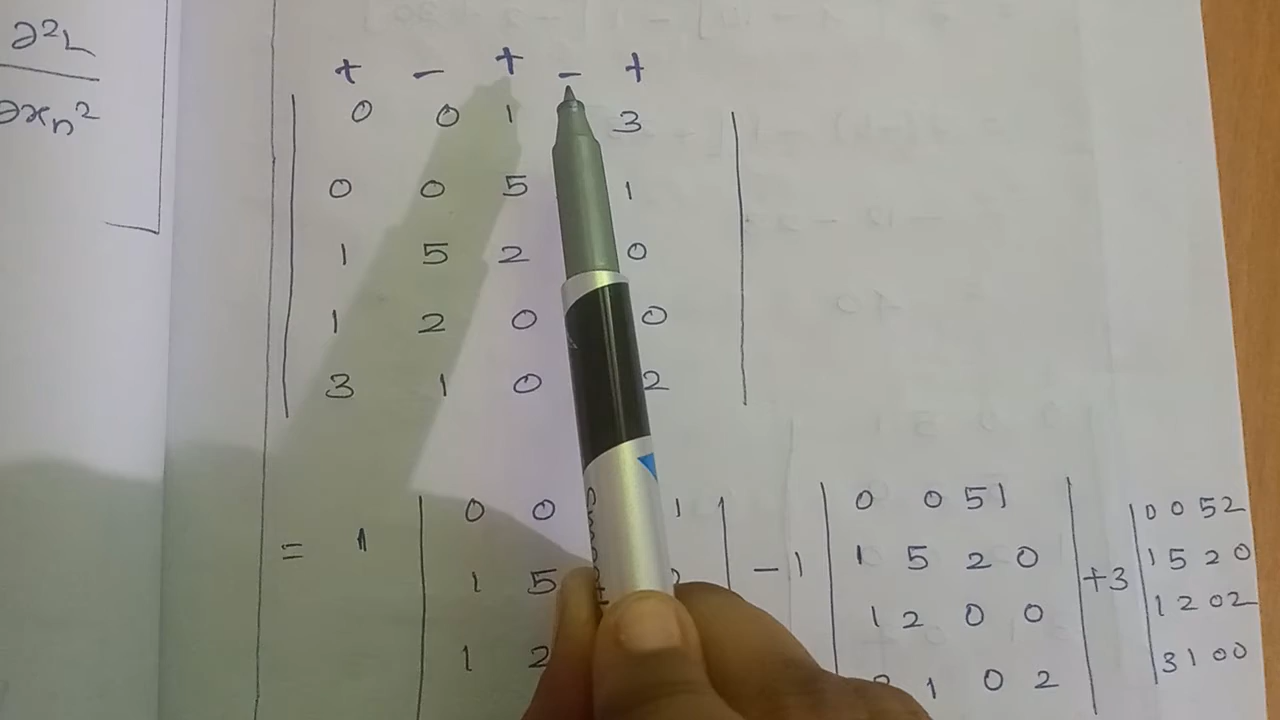 ∂²L
∂xₙ²
+ - + - +
0 0 1 3
0 0 5 1
1 5 2 0
1 2 0 0
3 1 0 2
= 1 | 0 0 1 | -1 | 0 0 5 1 | +3 | 0 0 5 2
1 5 1 5 2 0 1 5 2 0
1 2 1 2 0 0 1 2 0 2
1 0 2 3 1 0 0